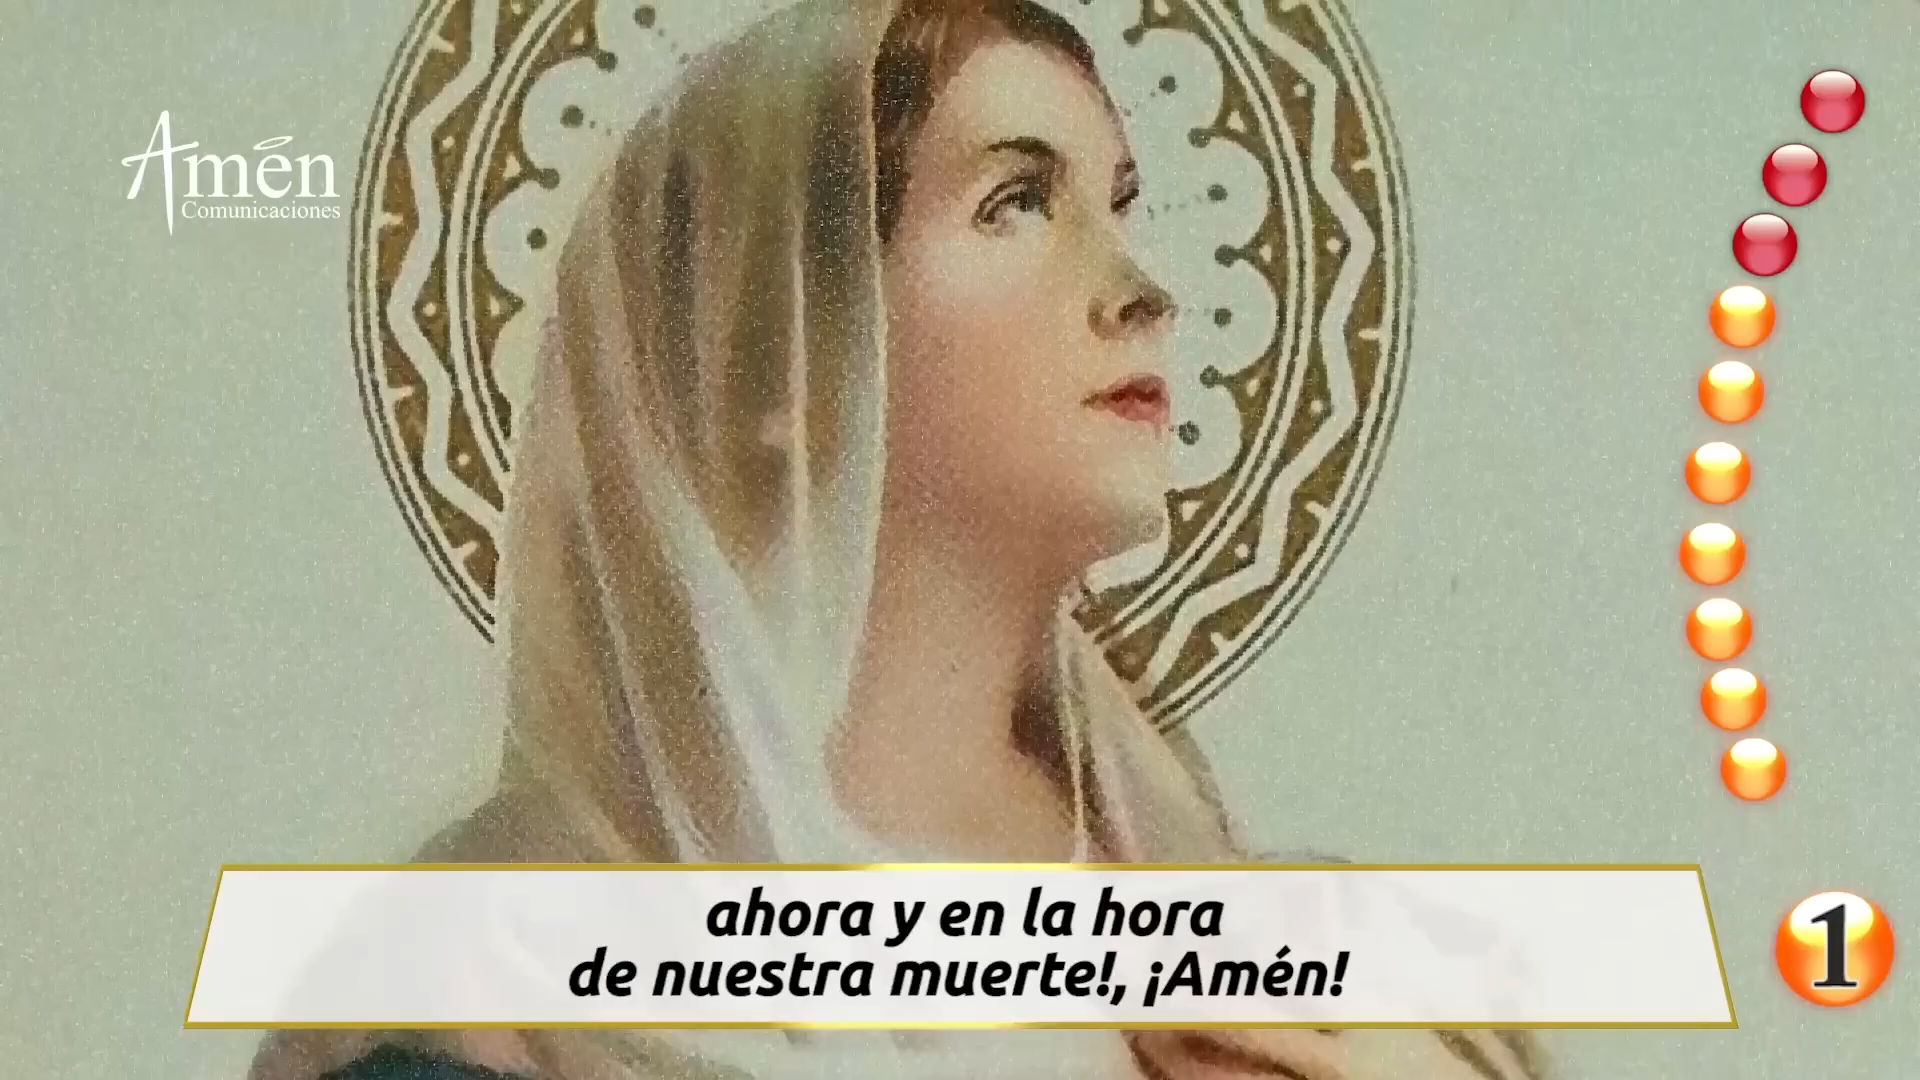 Amén
Comunicaciones
ahora y en la hora
de nuestra muerte!, ¡Amén!
1